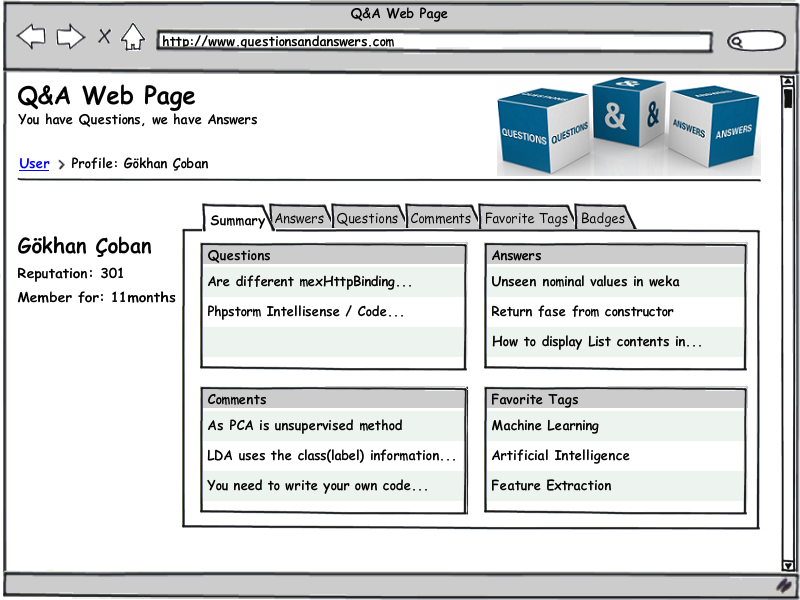 Q&A Web Page
http://www.questionsandanswers.com
Q&A Web Page
You have Questions, we have Answers
QUESTIONS
QUESTIONS
QUESTIONS
&
&
&
ANSWERS
ANSWERS
ANSWERS
User > Profile: Gökhan Çoban
Summary Answers Questions Comments Favorite Tags Badges
Gökhan Çoban
Reputation: 301
Member for: 11months
Questions
Are different mexHttpBinding...
Phpstorm Intellisense / Code...
Answers
Unseen nominal values in weka
Return fase from constructor
How to display List contents in...
Comments
As PCA is unsupervised method
LDA uses the class(label) information...
You need to write your own code...
Favorite Tags
Machine Learning
Artificial Intelligence
Feature Extraction